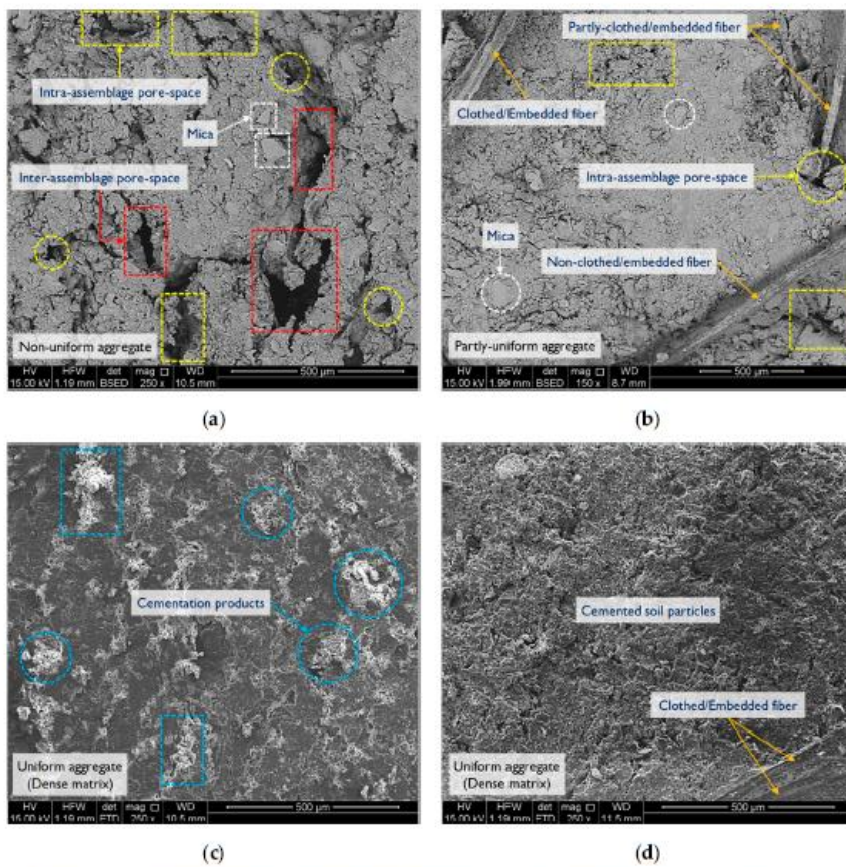 Intra-assemblage pore-space
Mica
Inter-assemblage pore-space
Non-uniform aggregate
HV HFW det mag WD
15.00 kV 1.19 mm BSED 250 x 10.5 mm 500 µm
(a)
Partly-clothed/embedded fiber
Clothed/Embedded fiber
Intra-assemblage pore-space
Mica
Non-clothed/embedded fiber
Partly-uniform aggregate
HV HFW det mag WD
15.00 kV 1.99 mm BSED 150 x 8.7 mm 500 µm
(b)
Cementation products
Uniform aggregate
(Dense matrix)
HV HFW det mag WD
15.00 kV 1.19 mm ETD 250 x 10.5 mm 500 µm
(c)
Cemented soil particles
Clothed/Embedded fiber
Uniform aggregate
(Dense matrix)
HV HFW det mag WD
15.00 kV 1.19 mm ETD 250 x 11.5 mm 500 µm
(d)